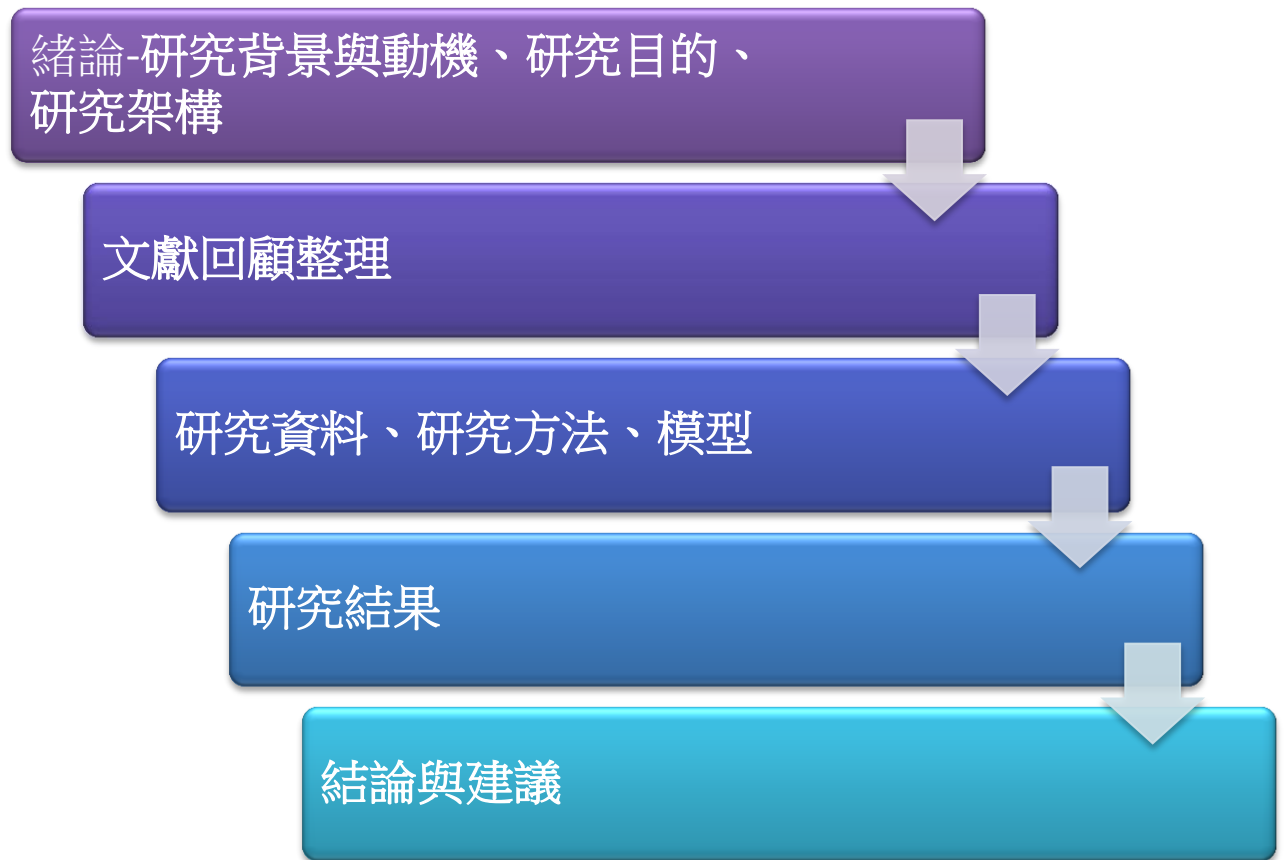 緒論-研究背景與動機、研究目的、
研究架構
文獻回顧整理
研究資料、研究方法、模型
研究結果
結論與建議